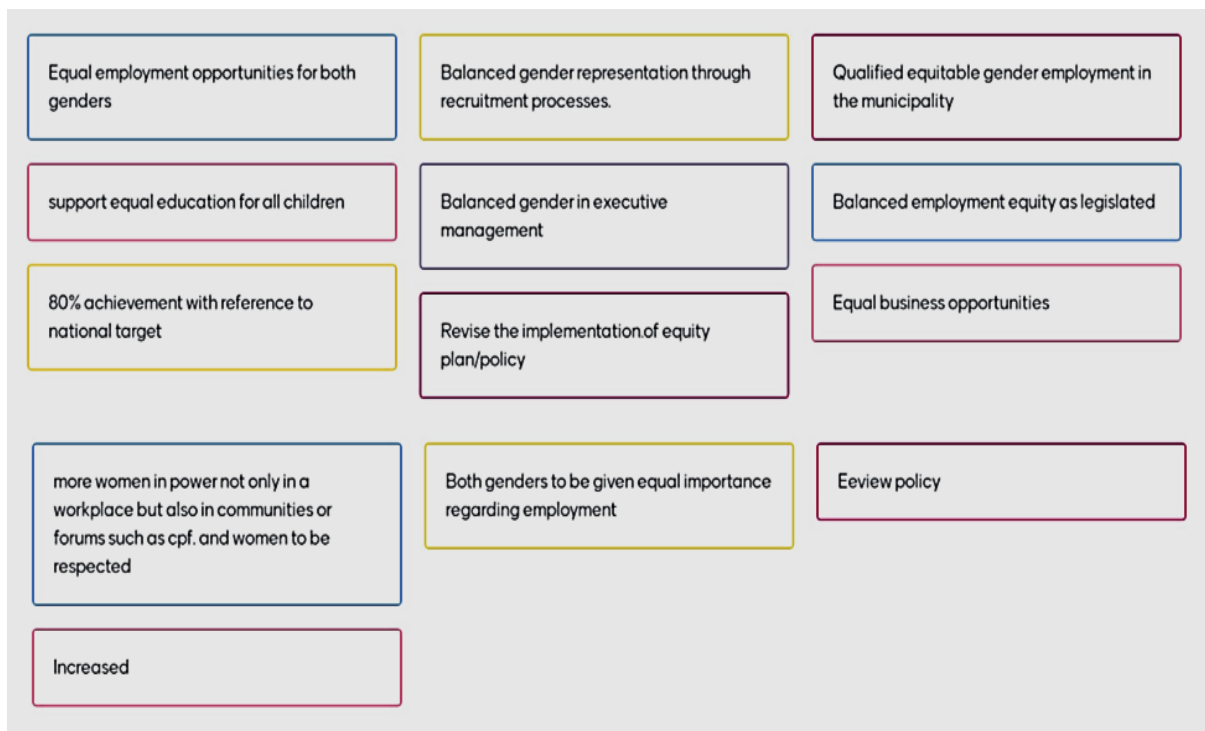 Equal employment opportunities for both
genders
Balanced gender representation through
recruitment processes.
Qualified equitable gender employment in
the municipality
support equal education for all children
Balanced gender in executive
management
Balanced employment equity as legislated
80% achievement with reference to
national target
Revise the implementation.of equity
plan/policy
Equal business opportunities
more women in power not only in a
workplace but also in communities or
forums such as cpf. and women to be
respected
Both genders to be given equal importance
regarding employment
Eeview policy
Increased